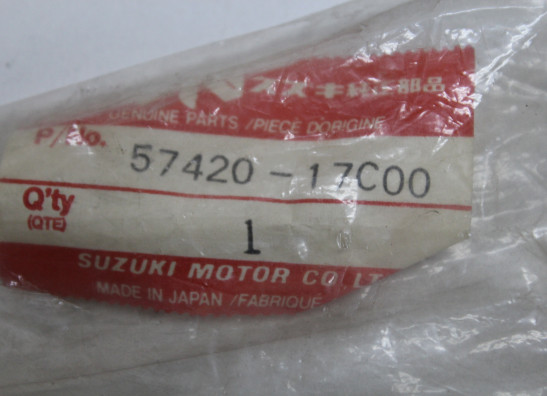 スズキ純正部品
GENUINE PARTS /PIECE DORIGINE
P/No. 57420-17C00
Q'ty
(QTE)
1
SUZUKI MOTOR CO LT
MADE IN JAPAN /FABRIQUE